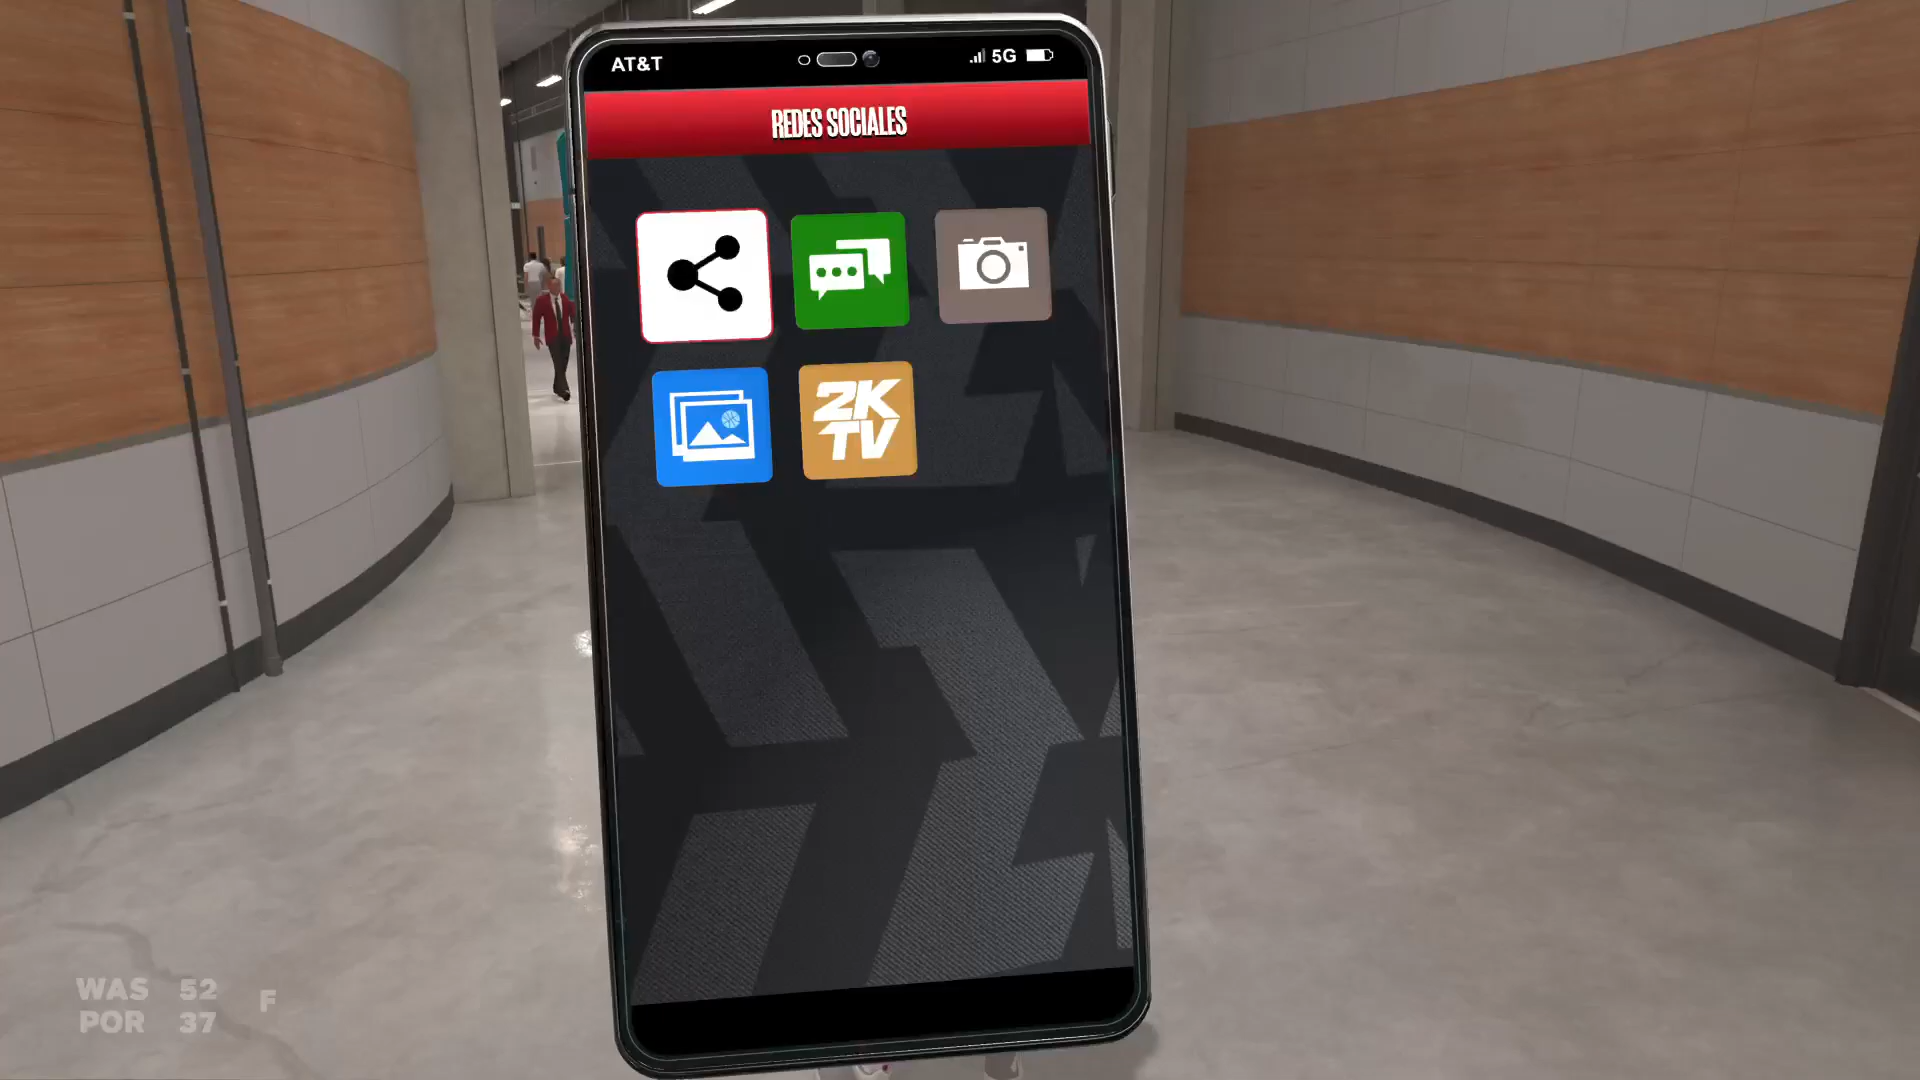 AT&T
5G
REDES SOCIALES
2K
TV
WAS 52 F
POR 37